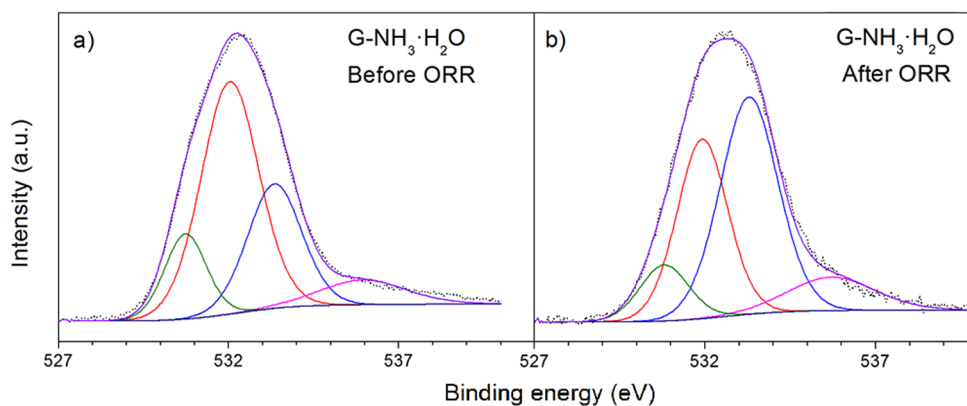 a)
G-NH₃·H₂O
Before ORR
b)
G-NH₃·H₂O
After ORR
Intensity (a.u.)
527
532
537
527
532
537
Binding energy (eV)